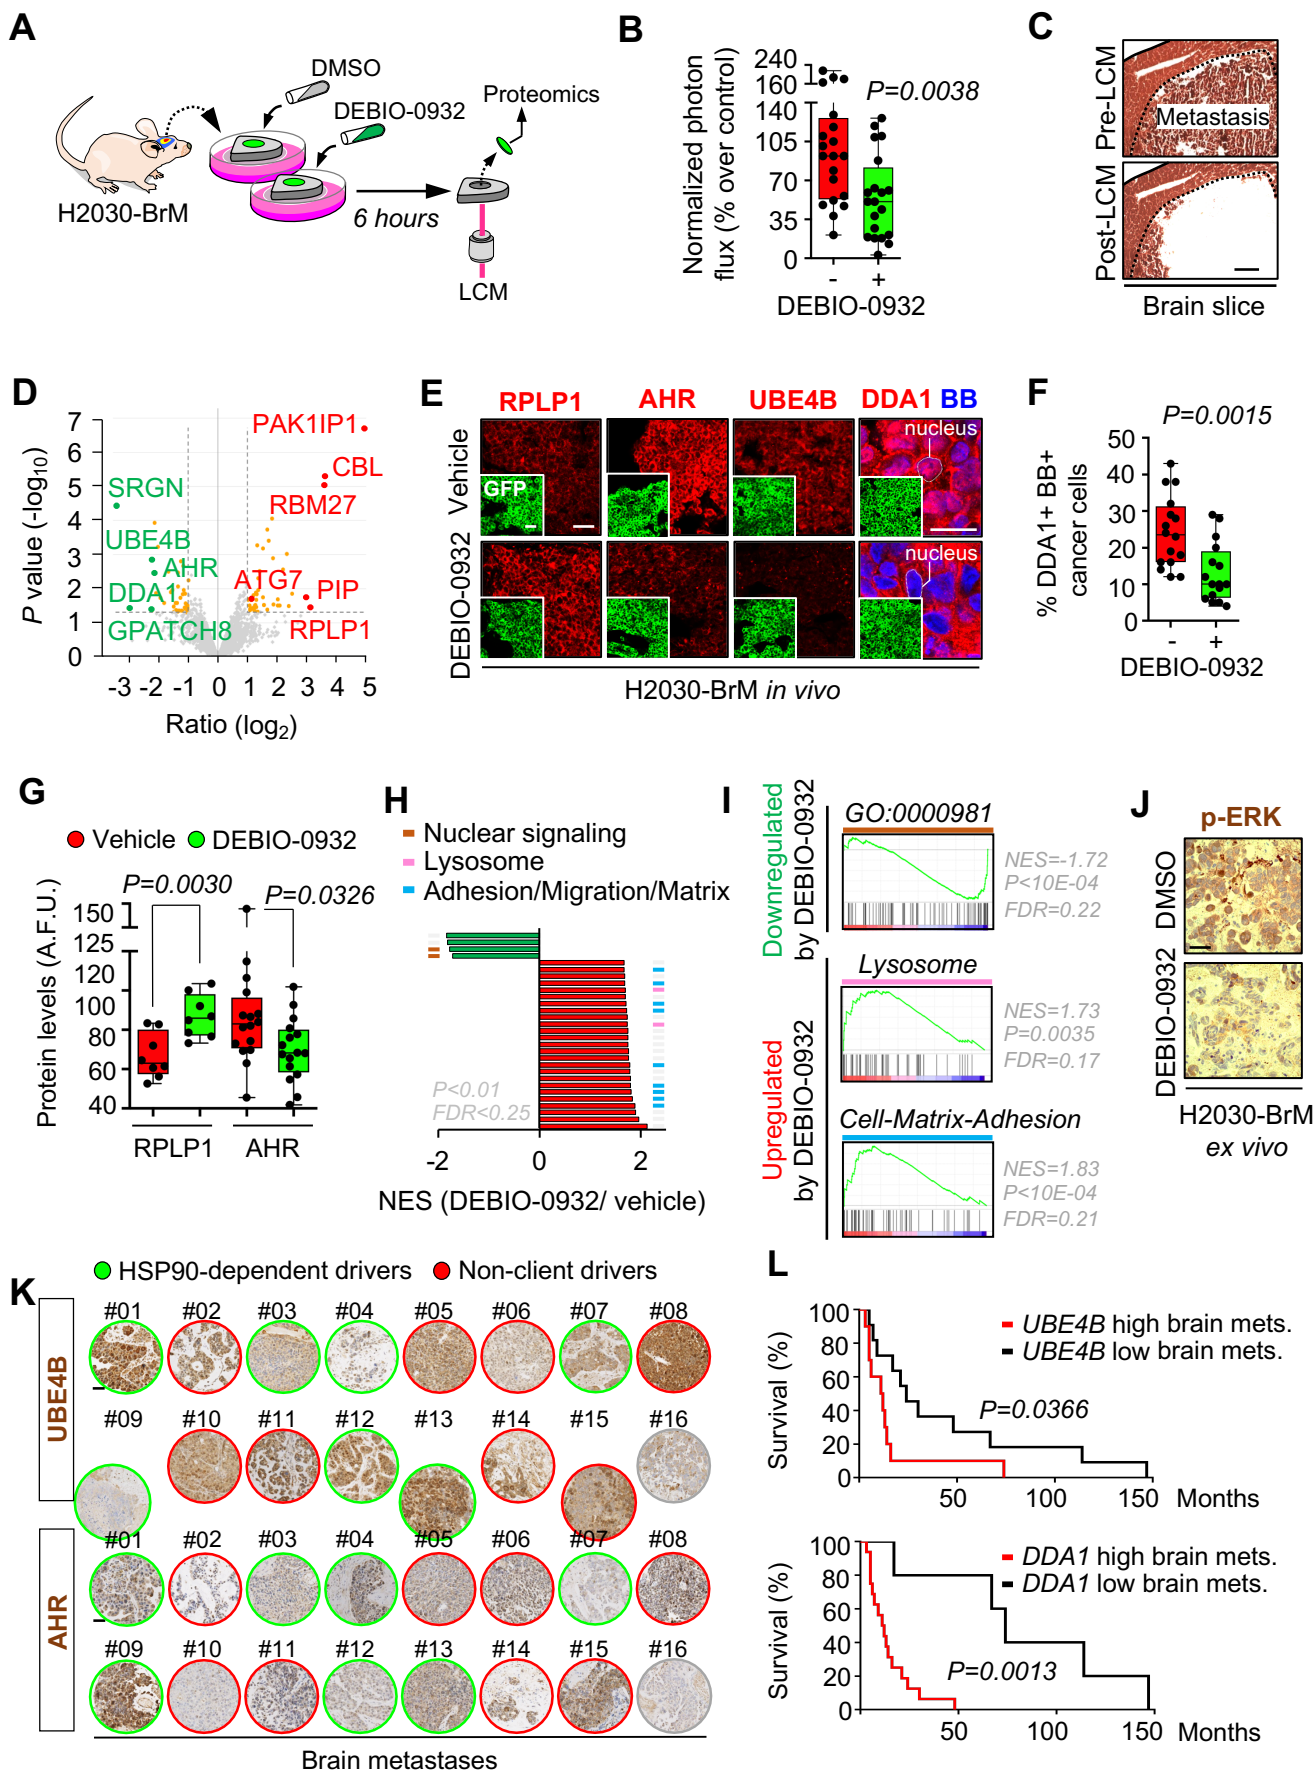 A
DMSO
DEBIO-0932
Proteomics
H2030-BrM
6 hours
LCM
B
Normalized photon
flux (% over control)
240
160
140
105
70
35
0
P=0.0038
- +
DEBIO-0932
C
Pre-LCM
Metastasis
Post-LCM
Brain slice
D
P value (-log10)
7
6
5
4
3
2
1
0
PAK1IP1
CBL
RBM27
SRGN
UBE4B
AHR
DDA1
GPATCH8
ATG7
PIP
RPLP1
-3 -2 -1 0 1 2 3 4 5
Ratio (log2)
E
RPLP1 AHR UBE4B DDA1 BB
Vehicle
GFP
nucleus
DEBIO-0932
nucleus
H2030-BrM in vivo
F
P=0.0015
% DDA1+ BB+
cancer cells
50
40
30
20
10
0
- +
DEBIO-0932
G
Vehicle DEBIO-0932
P=0.0030
P=0.0326
Protein levels (A.F.U.)
150
125
120
100
80
60
40
RPLP1 AHR
H
Nuclear signaling
Lysosome
Adhesion/Migration/Matrix
P<0.01
FDR<0.25
-2 0 2
NES (DEBIO-0932/ vehicle)
I
Downregulated
by DEBIO-0932
GO:0000981
NES=-1.72
P<10E-04
FDR=0.22
Upregulated
by DEBIO-0932
Lysosome
NES=1.73
P=0.0035
FDR=0.17
Cell-Matrix-Adhesion
NES=1.83
P<10E-04
FDR=0.21
J
p-ERK
DMSO
DEBIO-0932
H2030-BrM
ex vivo
K
HSP90-dependent drivers Non-client drivers
UBE4B
#01 #02 #03 #04 #05 #06 #07 #08
#09 #10 #11 #12 #13 #14 #15 #16
AHR
#01 #02 #03 #04 #05 #06 #07 #08
#09 #10 #11 #12 #13 #14 #15 #16
Brain metastases
L
Survival (%)
100
80
60
40
20
0
UBE4B high brain mets.
UBE4B low brain mets.
P=0.0366
50 100 150 Months
Survival (%)
100
80
60
40
20
0
DDA1 high brain mets.
DDA1 low brain mets.
P=0.0013
50 100 150 Months